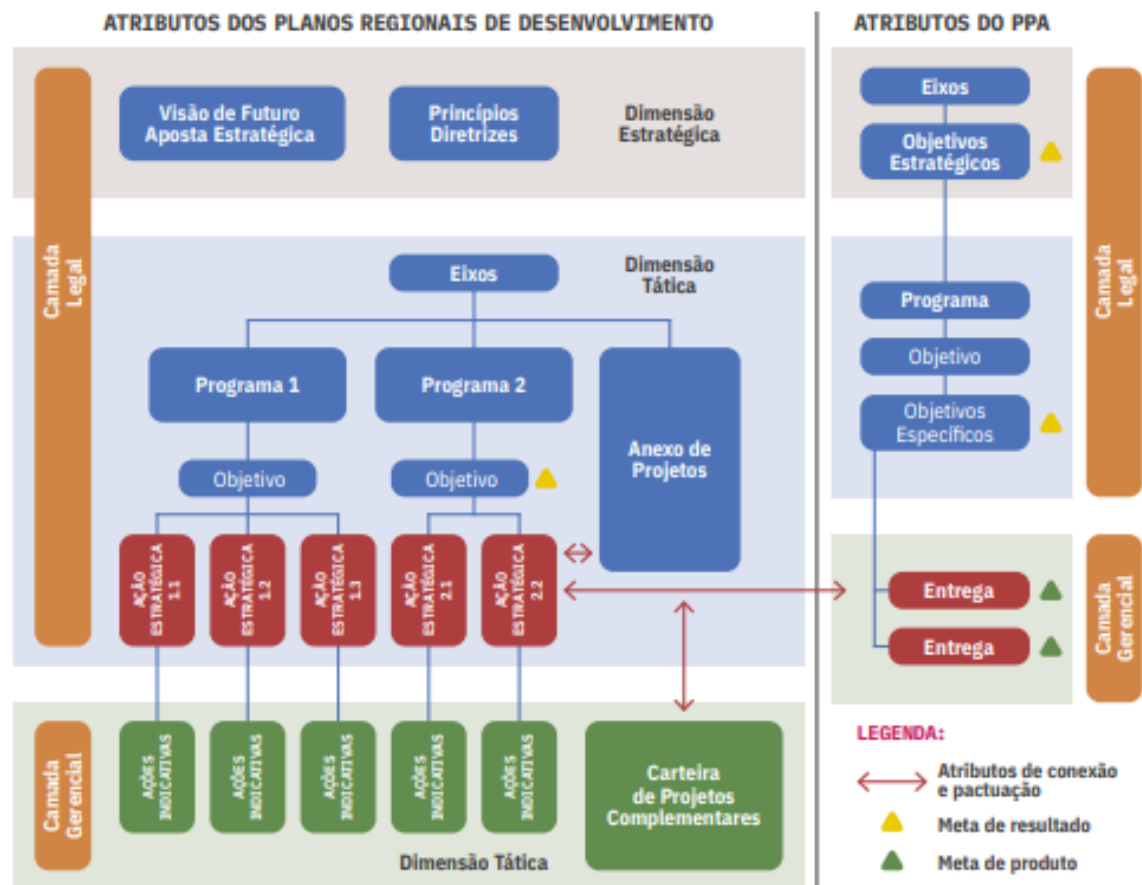 ATRIBUTOS DOS PLANOS REGIONAIS DE DESENVOLVIMENTO
Camada
Legal
Visão de Futuro
Aposta Estratégica
Princípios
Diretrizes
Dimensão
Estratégica
Eixos
Dimensão
Tática
Programa 1
Programa 2
Anexo de
Projetos
Objetivo
Objetivo
AÇÃO
ESTRATÉGICA
1.1
AÇÃO
ESTRATÉGICA
1.2
AÇÃO
ESTRATÉGICA
1.3
AÇÃO
ESTRATÉGICA
2.1
AÇÃO
ESTRATÉGICA
2.2
Camada
Gerencial
AÇÕES
INDICATIVAS
AÇÕES
INDICATIVAS
AÇÕES
INDICATIVAS
AÇÕES
INDICATIVAS
AÇÕES
INDICATIVAS
Carteira
de Projetos
Complementares
Dimensão Tática
ATRIBUTOS DO PPA
Eixos
Objetivos
Estratégicos
Programa
Objetivo
Objetivos
Específicos
Camada
Legal
Entrega
Entrega
Camada
Gerencial
LEGENDA:
Atributos de conexão
e pactuação
Meta de resultado
Meta de produto